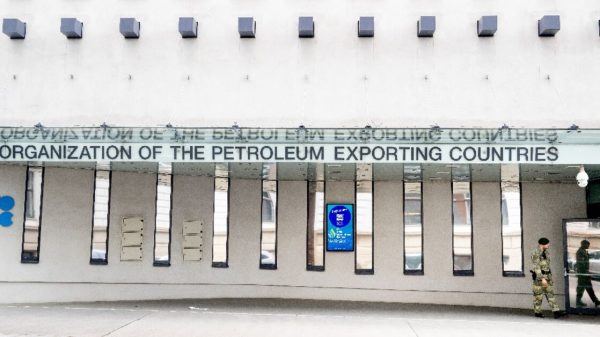 ORGANIZATION OF THE PETROLEUM EXPORTING COUNTRIES